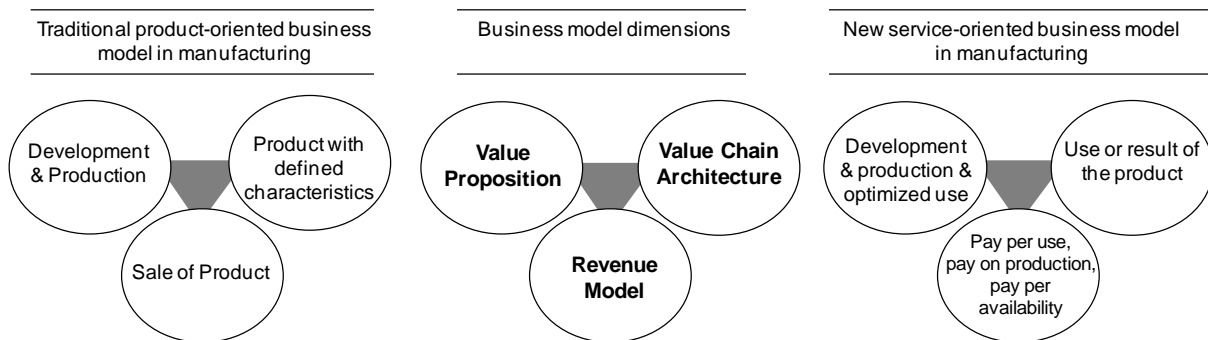 Traditional product-oriented business
model in manufacturing
Business model dimensions
New service-oriented business model
in manufacturing
Development
& Production
Product with
defined
characteristics
Sale of Product
Value
Proposition
Value Chain
Architecture
Revenue
Model
Development
& production &
optimized use
Use or result of
the product
Pay per use,
pay on production,
pay per
availability